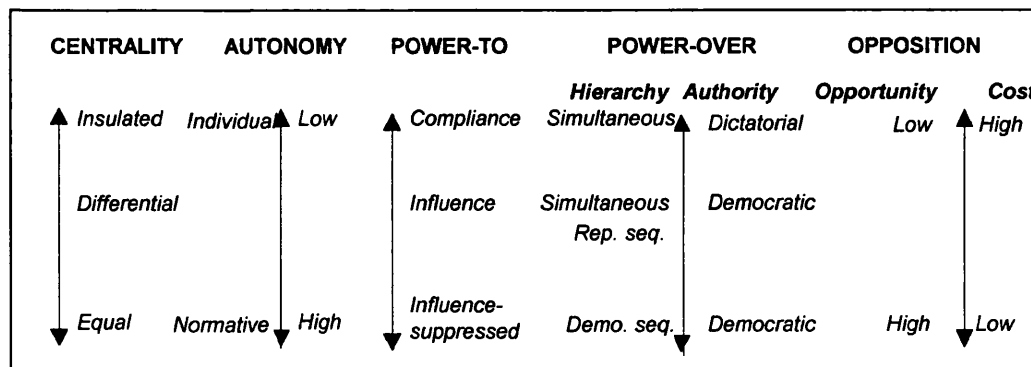 CENTRALITY AUTONOMY POWER-TO POWER-OVER OPPOSITION
Hierarchy Authority Opportunity Cost
Insulated Individual Low Compliance Simultaneous Dictatorial Low High
Differential Influence Simultaneous Democratic
Rep. seq.
Equal Normative High Influence-suppressed Demo. seq. Democratic High Low